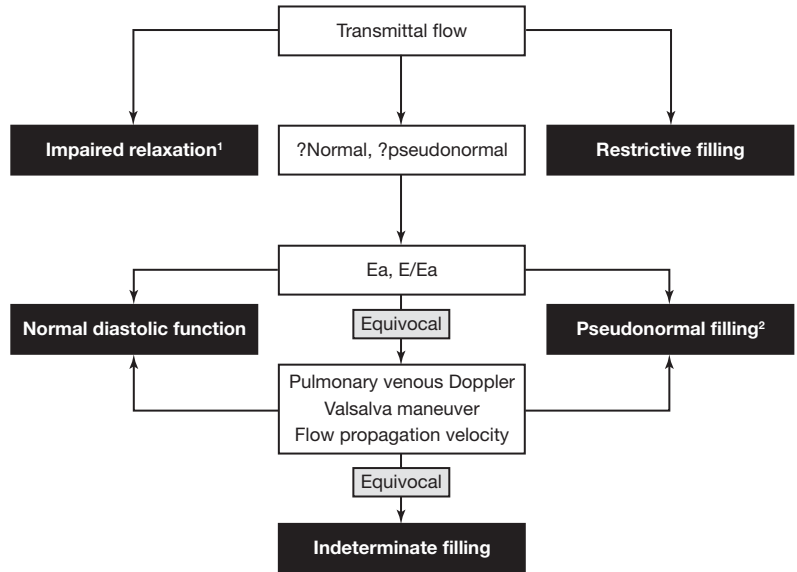 Transmittal flow
Impaired relaxation¹
?Normal, ?pseudonormal
Restrictive filling
Ea, E/Ea
Normal diastolic function
Equivocal
Pseudonormal filling²
Pulmonary venous Doppler
Valsalva maneuver
Flow propagation velocity
Equivocal
Indeterminate filling